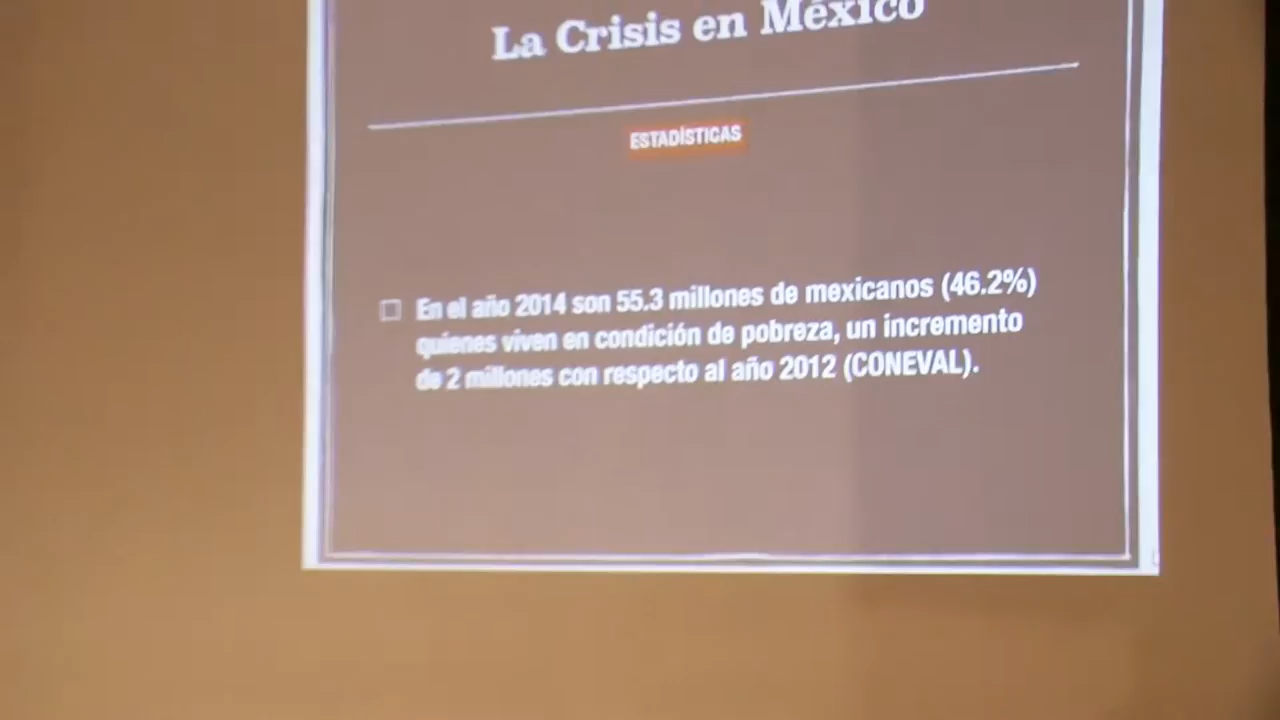 La Crisis en México
ESTADÍSTICAS
En el año 2014 son 55.3 millones de mexicanos (46.2%)
quienes viven en condición de pobreza, un incremento
de 2 millones con respecto al año 2012 (CONEVAL).